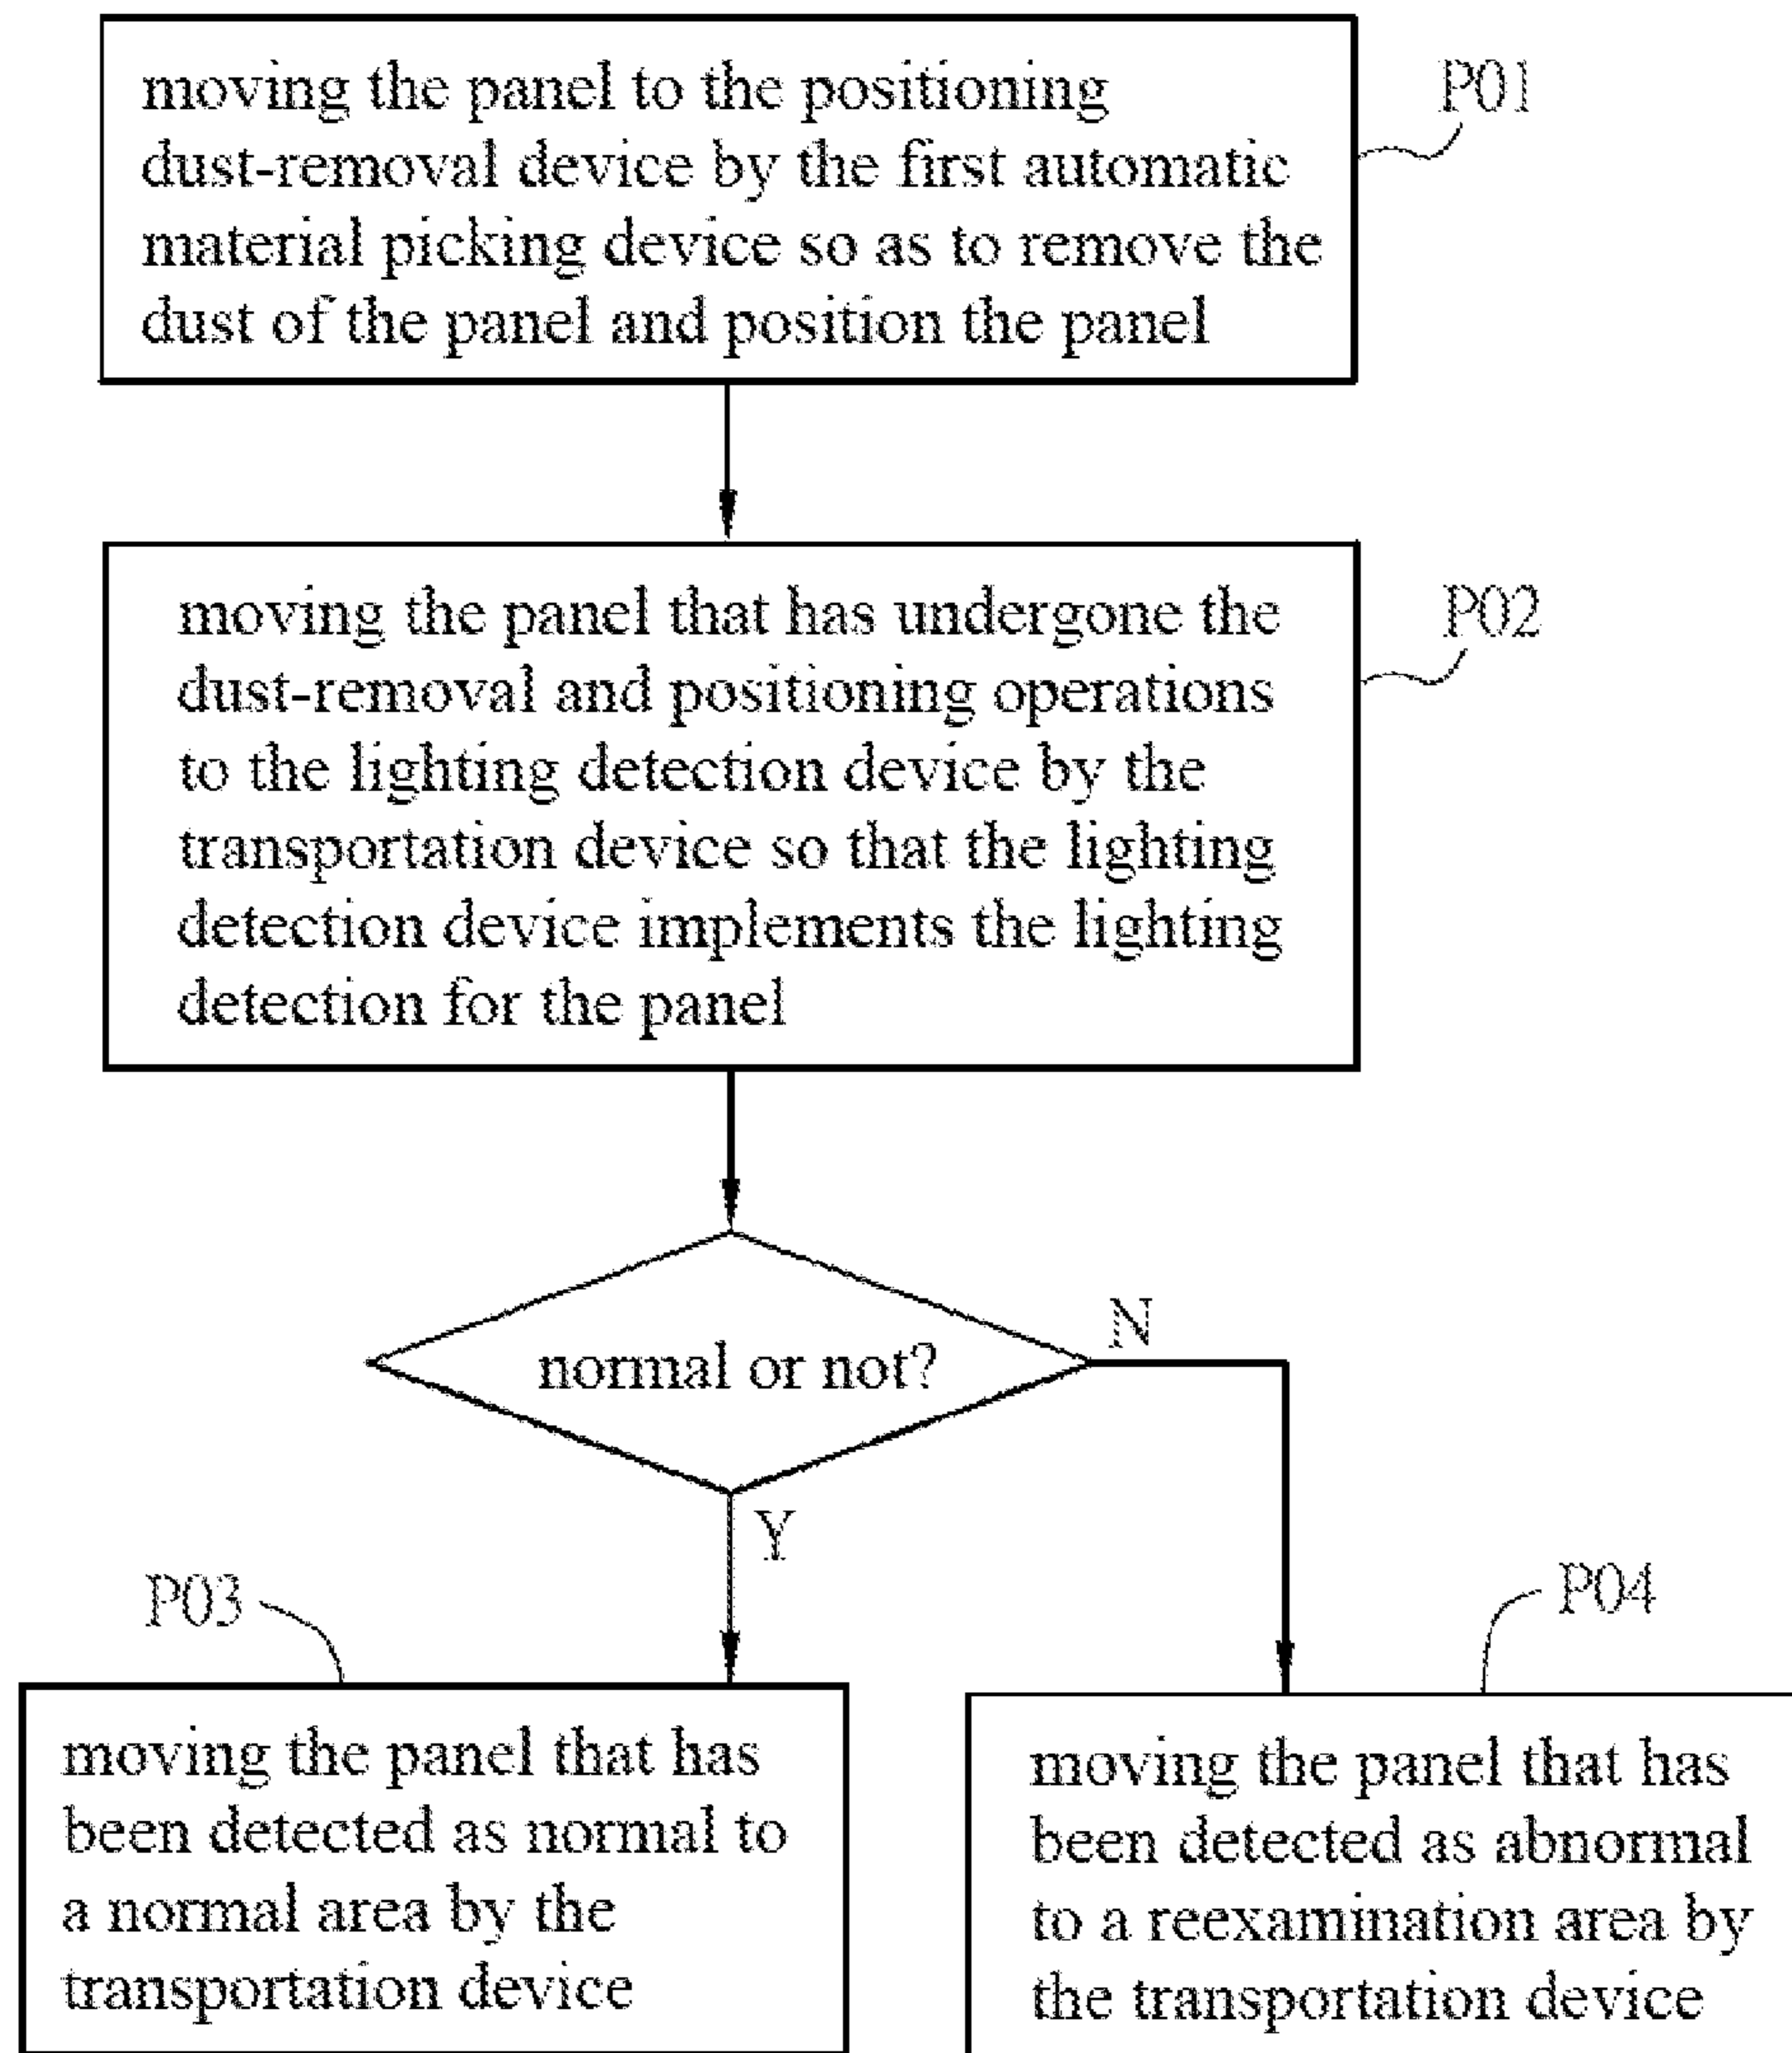 moving the panel to the positioning
dust-removal device by the first automatic
material picking device so as to remove the
dust of the panel and position the panel
P01
moving the panel that has undergone the
dust-removal and positioning operations
to the lighting detection device by the
transportation device so that the lighting
detection device implements the lighting
detection for the panel
P02
normal or not?
N
Y
P03
moving the panel that has
been detected as normal to
a normal area by the
transportation device
P04
moving the panel that has
been detected as abnormal
to a reexamination area by
the transportation device